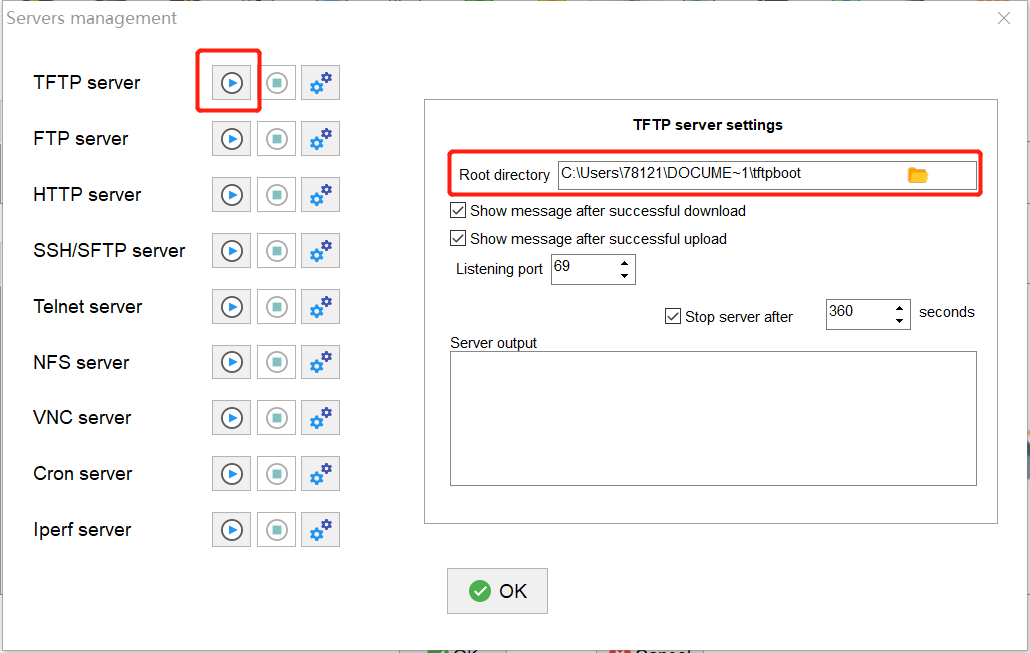 Servers management
TFTP server
FTP server
HTTP server
SSH/SFTP server
Telnet server
NFS server
VNC server
Cron server
Iperf server
TFTP server settings
Root directory C:\Users\78121\DOCUME~1\tftpboot
Show message after successful download
Show message after successful upload
Listening port 69
Stop server after 360 seconds
Server output
OK